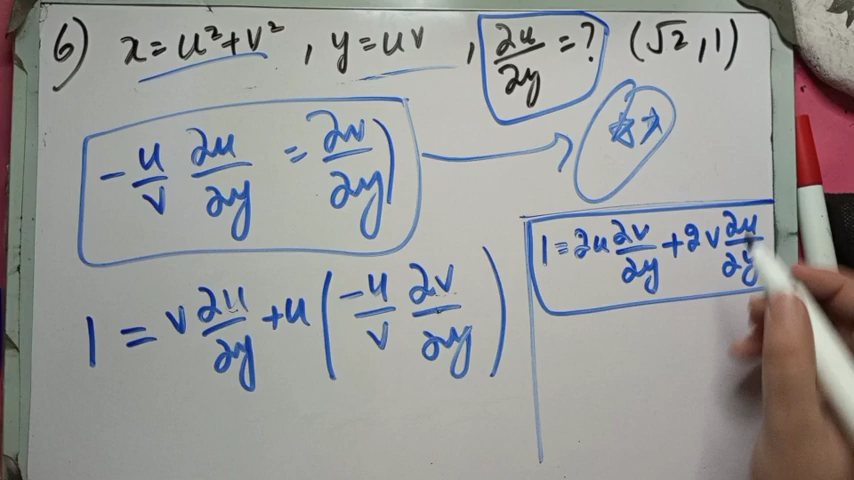 6) x = u² + v² , y = uv , ∂u/∂y = ? (√2, 1)
- u/v ∂u/∂y = ∂v/∂y )
1 = 2u ∂v/∂y + 2v ∂u/∂y
1 = v ∂u/∂y + u ( -u/v ∂v/∂y )